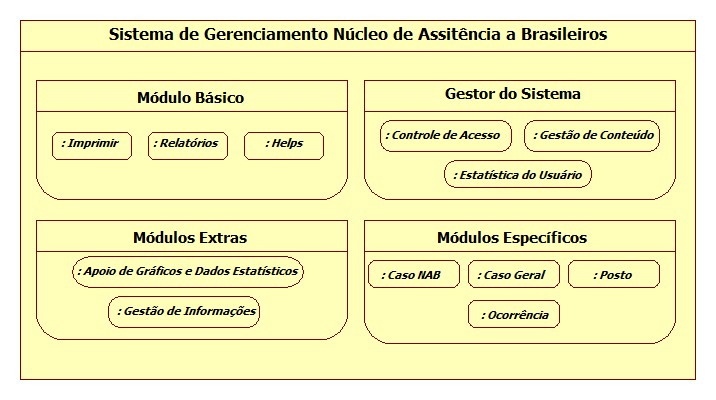 Sistema de Gerenciamento Núcleo de Assitência a Brasileiros
Módulo Básico
: Imprimir
: Relatórios
: Helps
Gestor do Sistema
: Controle de Acesso
: Gestão de Conteúdo
: Estatística do Usuário
Módulos Extras
: Apoio de Gráficos e Dados Estatísticos
: Gestão de Informações
Módulos Específicos
: Caso NAB
: Caso Geral
: Posto
: Ocorrência